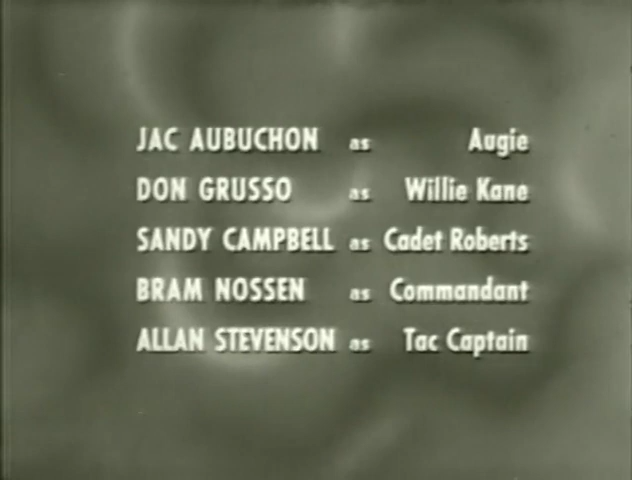 JAC AUBUCHON as Augie
DON GRUSSO as Willie Kane
SANDY CAMPBELL as Cadet Roberts
BRAM NOSSEN as Commandant
ALLAN STEVENSON as Tac Captain